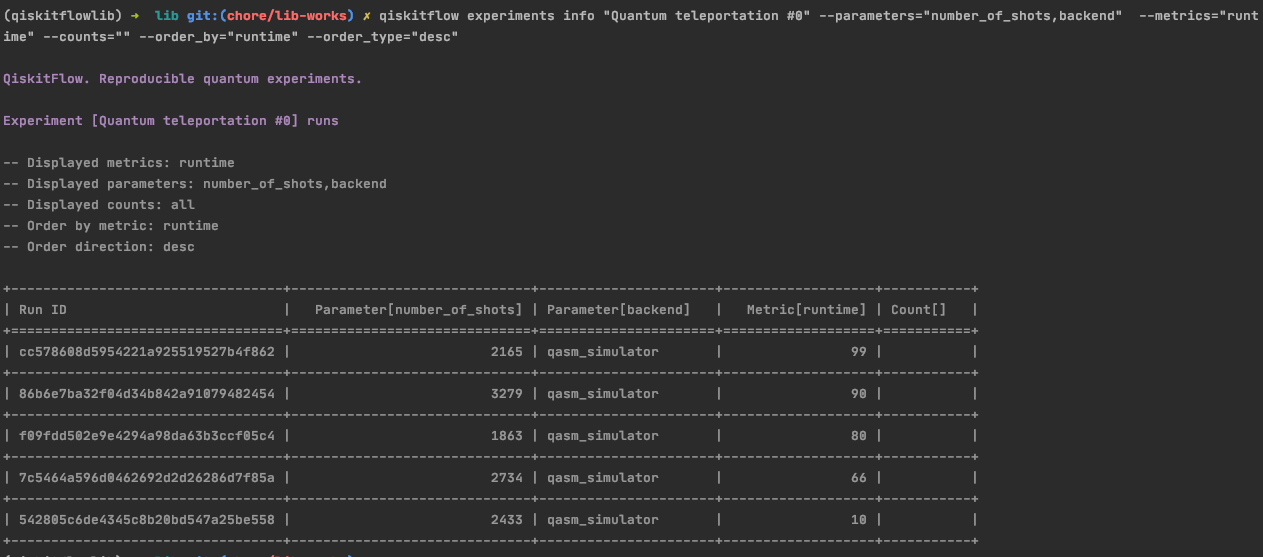 (qiskitflowlib) ➜  lib git:(chore/lib-works) ✗ qiskitflow experiments info "Quantum teleportation #0" --parameters="number_of_shots,backend"  --metrics="runt
ime" --counts="" --order_by="runtime" --order_type="desc"
QiskitFlow. Reproducible quantum experiments.
Experiment [Quantum teleportation #0] runs
-- Displayed metrics: runtime
-- Displayed parameters: number_of_shots,backend
-- Displayed counts: all
-- Order by metric: runtime
-- Order direction: desc
+----------------------------------+------------------------------+----------------------+-------------------+-----------+
| Run ID                           |   Parameter[number_of_shots] | Parameter[backend]   |   Metric[runtime] | Count[]   |
+==================================+==============================+======================+===================+===========+
| cc578608d5954221a925519527b4f862 |                         2165 | qasm_simulator       |                99 |           |
+----------------------------------+------------------------------+----------------------+-------------------+-----------+
| 86b6e7ba32f04d34b842a91079482454 |                         3279 | qasm_simulator       |                90 |           |
+----------------------------------+------------------------------+----------------------+-------------------+-----------+
| f09fdd502e9e4294a98da63b3ccf05c4 |                         1863 | qasm_simulator       |                80 |           |
+----------------------------------+------------------------------+----------------------+-------------------+-----------+
| 7c5464a596d0462692d2d26286d7f85a |                         2734 | qasm_simulator       |                66 |           |
+----------------------------------+------------------------------+----------------------+-------------------+-----------+
| 542805c6de4345c8b20bd547a25be558 |                         2433 | qasm_simulator       |                10 |           |
+----------------------------------+------------------------------+----------------------+-------------------+-----------+